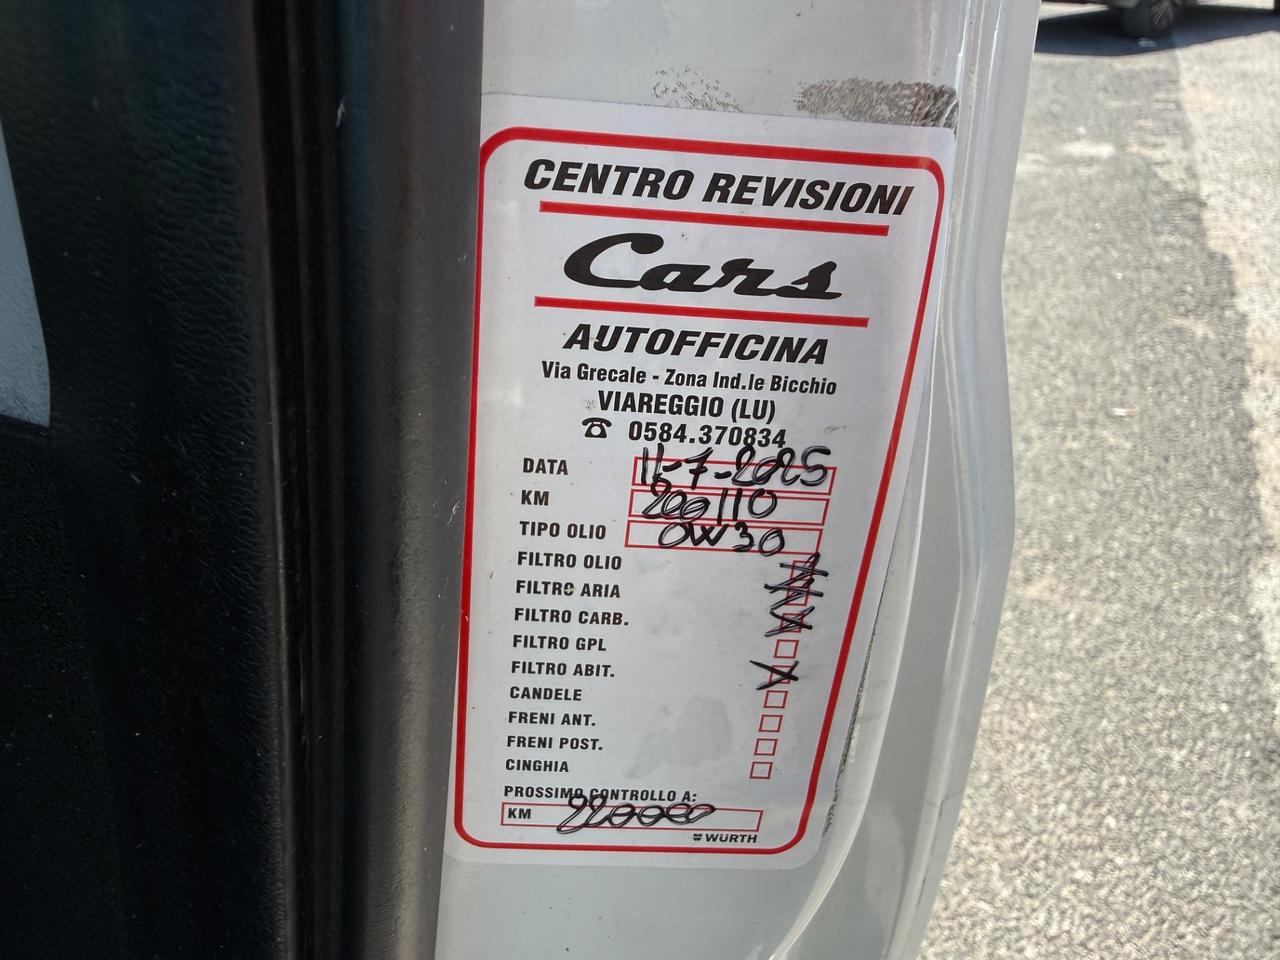 CENTRO REVISIONI
Cars
AUTOFFICINA
Via Grecale - Zona Ind.le Bicchio
VIAREGGIO (LU)
☎ 0584.370834
DATA 11-7-2025
KM 200110
TIPO OLIO 0W30
FILTRO OLIO X
FILTRO ARIA X
FILTRO CARB. X
FILTRO GPL
FILTRO ABIT. X
CANDELE
FRENI ANT.
FRENI POST.
CINGHIA
PROSSIMO CONTROLLO A:
KM 220000
WÜRTH